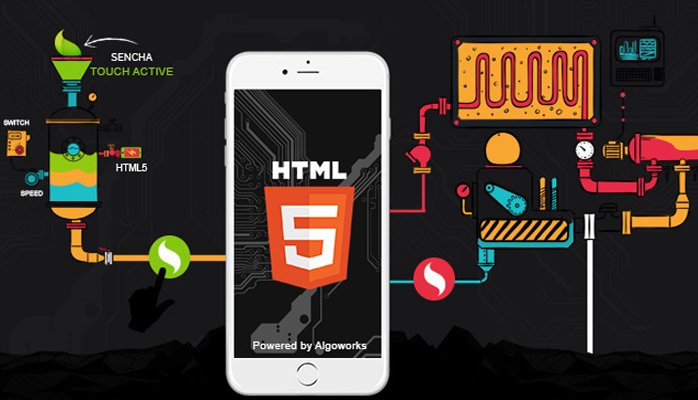 SENCHA
TOUCH ACTIVE
SWITCH
HTML5
SPEED
HTML
5
Powered by Algoworks